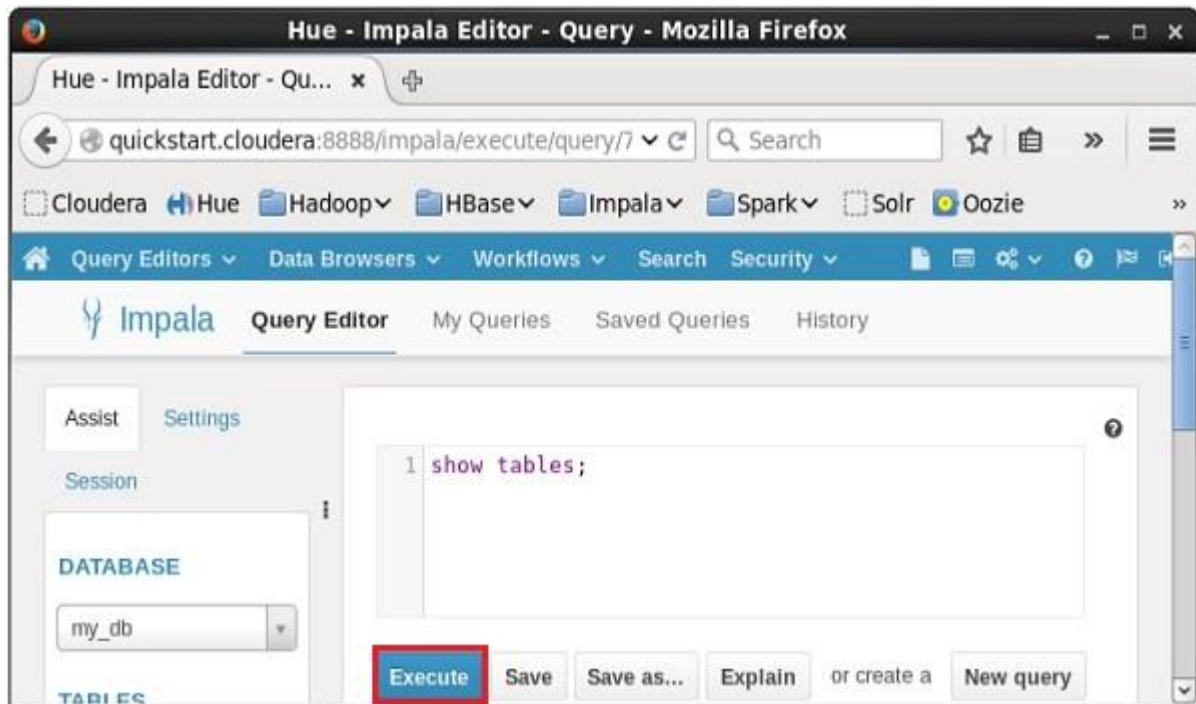 Hue - Impala Editor - Query - Mozilla Firefox
Hue - Impala Editor - Qu...
quickstart.cloudera:8888/impala/execute/query/7
Search
Cloudera Hue Hadoop HBase Impala Spark Solr Oozie
Query Editors Data Browsers Workflows Search Security
Impala Query Editor My Queries Saved Queries History
Assist Settings
Session
1 show tables;
DATABASE
my_db
Execute Save Save as... Explain or create a New query
TABLES